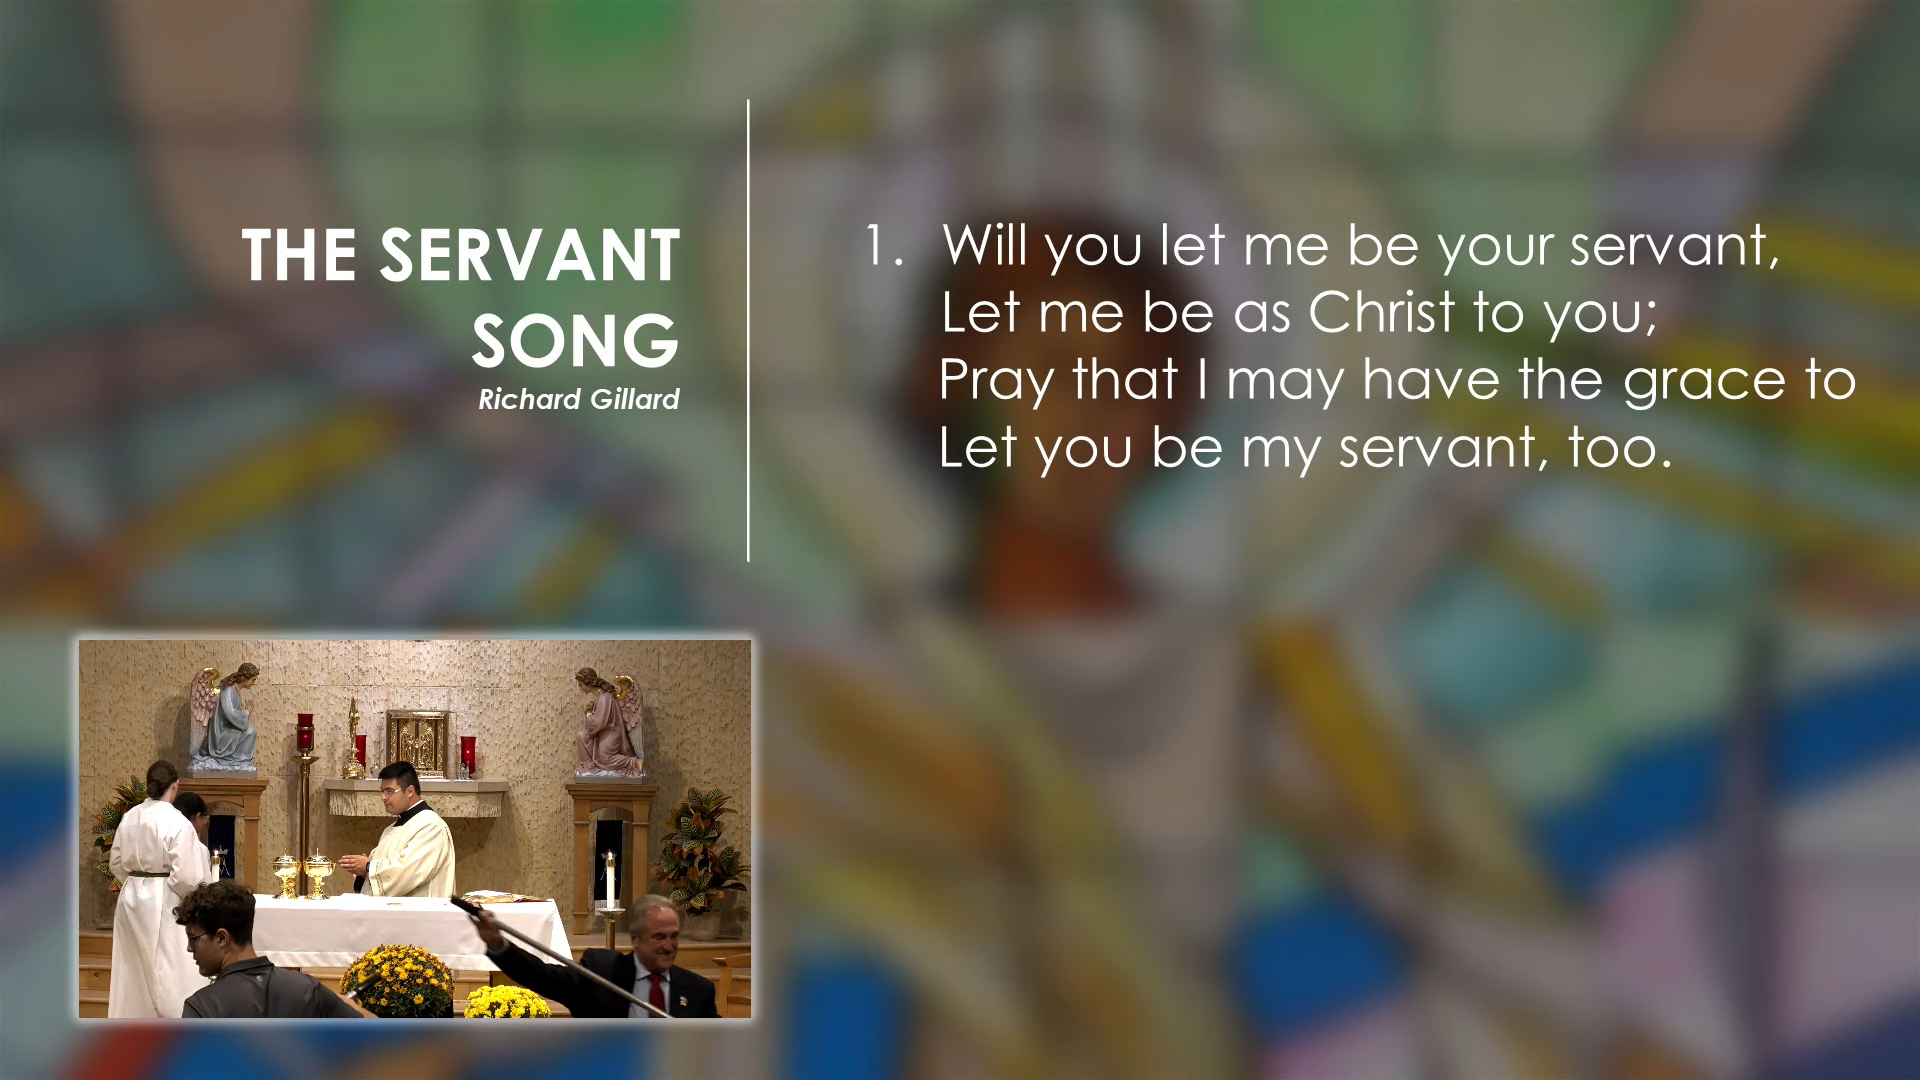 THE SERVANT
SONG
Richard Gillard
1. Will you let me be your servant,
Let me be as Christ to you;
Pray that I may have the grace to
Let you be my servant, too.